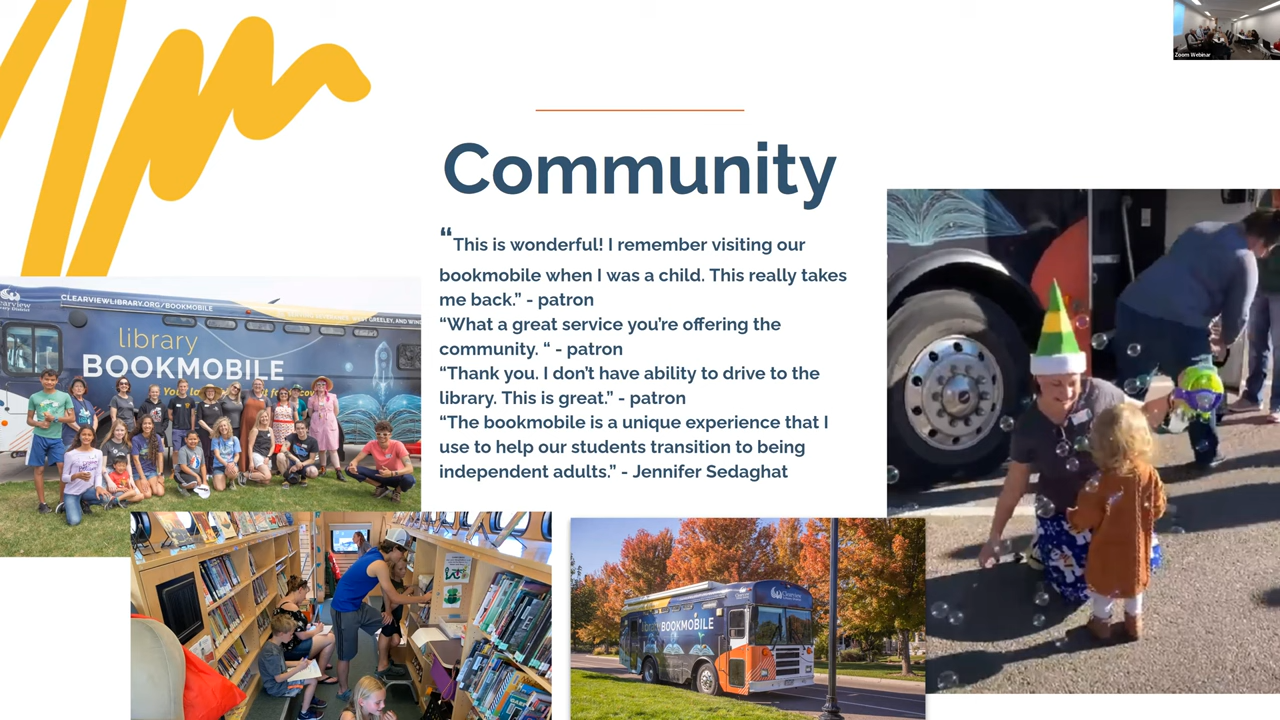 Zoom Webinar
Community
“This is wonderful! I remember visiting our
bookmobile when I was a child. This really takes
me back.” - patron
“What a great service you’re offering the
community. “ - patron
“Thank you. I don’t have ability to drive to the
library. This is great.” - patron
“The bookmobile is a unique experience that I
use to help our students transition to being
independent adults.” - Jennifer Sedaghat
CLEARVIEWLIBRARY.ORG/BOOKMOBILE
library
BOOKMOBILE
Clearview
BOOKMOBILE